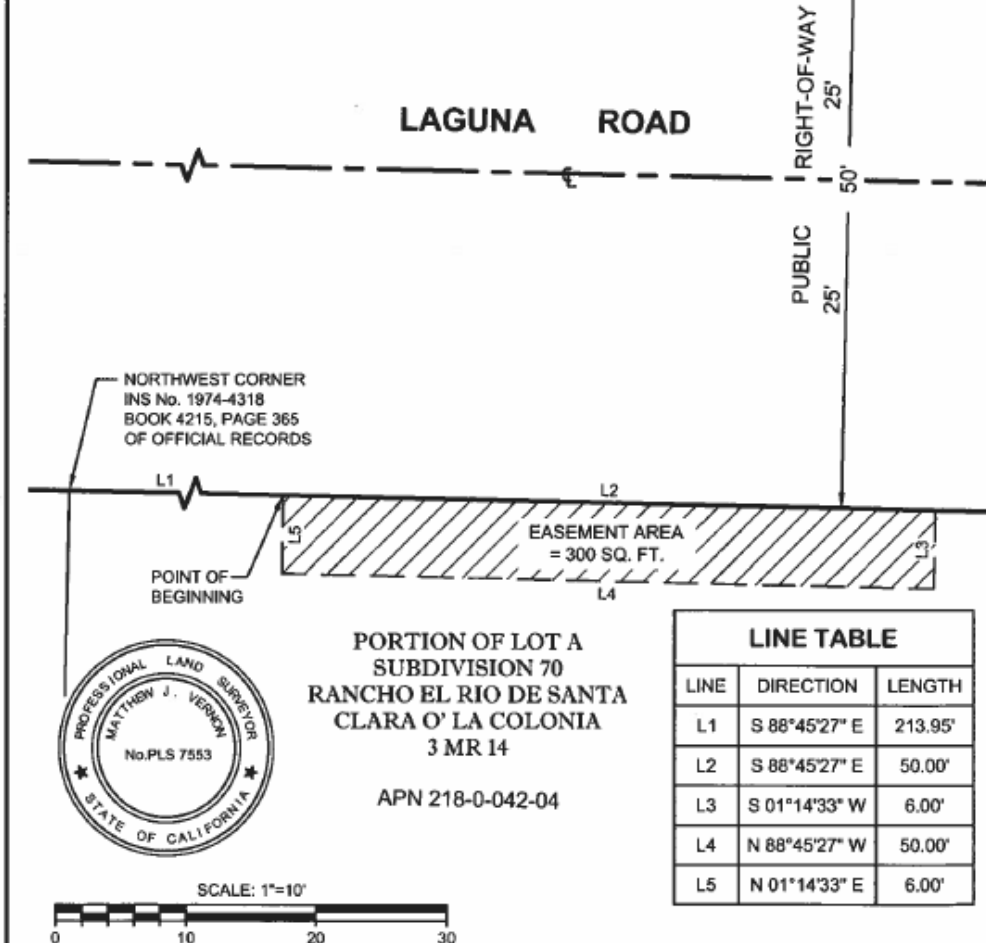 LAGUNA ROAD
RIGHT-OF-WAY
25'
℄
50'
PUBLIC
25'
NORTHWEST CORNER
INS No. 1974-4318
BOOK 4215, PAGE 365
OF OFFICIAL RECORDS
L1
L2
L5
EASEMENT AREA
= 300 SQ. FT.
L3
POINT OF
BEGINNING
L4
PROFESSIONAL LAND SURVEYOR
MATTHEW J. VERNON
No.PLS 7553
STATE OF CALIFORNIA
PORTION OF LOT A
SUBDIVISION 70
RANCHO EL RIO DE SANTA
CLARA O' LA COLONIA
3 MR 14
APN 218-0-042-04
LINE TABLE
LINE DIRECTION LENGTH
L1 S 88°45'27" E 213.95'
L2 S 88°45'27" E 50.00'
L3 S 01°14'33" W 6.00'
L4 N 88°45'27" W 50.00'
L5 N 01°14'33" E 6.00'
SCALE: 1"=10'
0 10 20 30